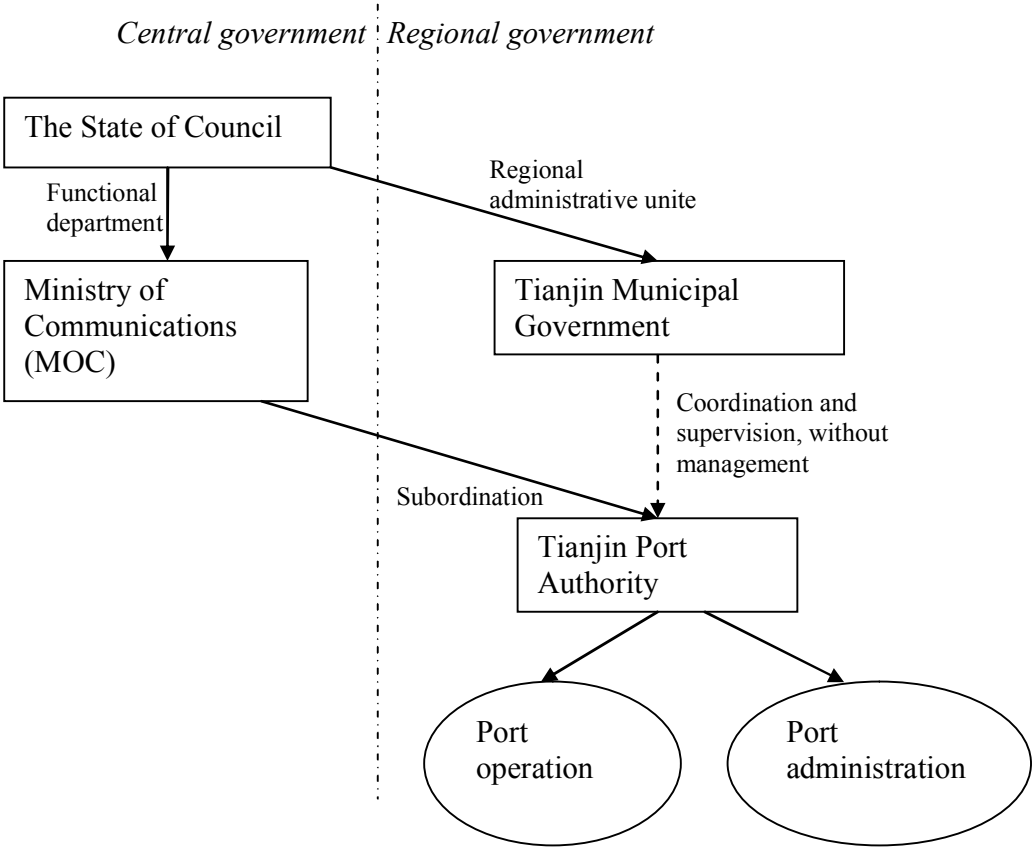 Central government Regional government
The State of Council
Functional
department
Regional
administrative unite
Ministry of
Communications
(MOC)
Tianjin Municipal
Government
Coordination and
supervision, without
management
Subordination
Tianjin Port
Authority
Port
operation
Port
administration